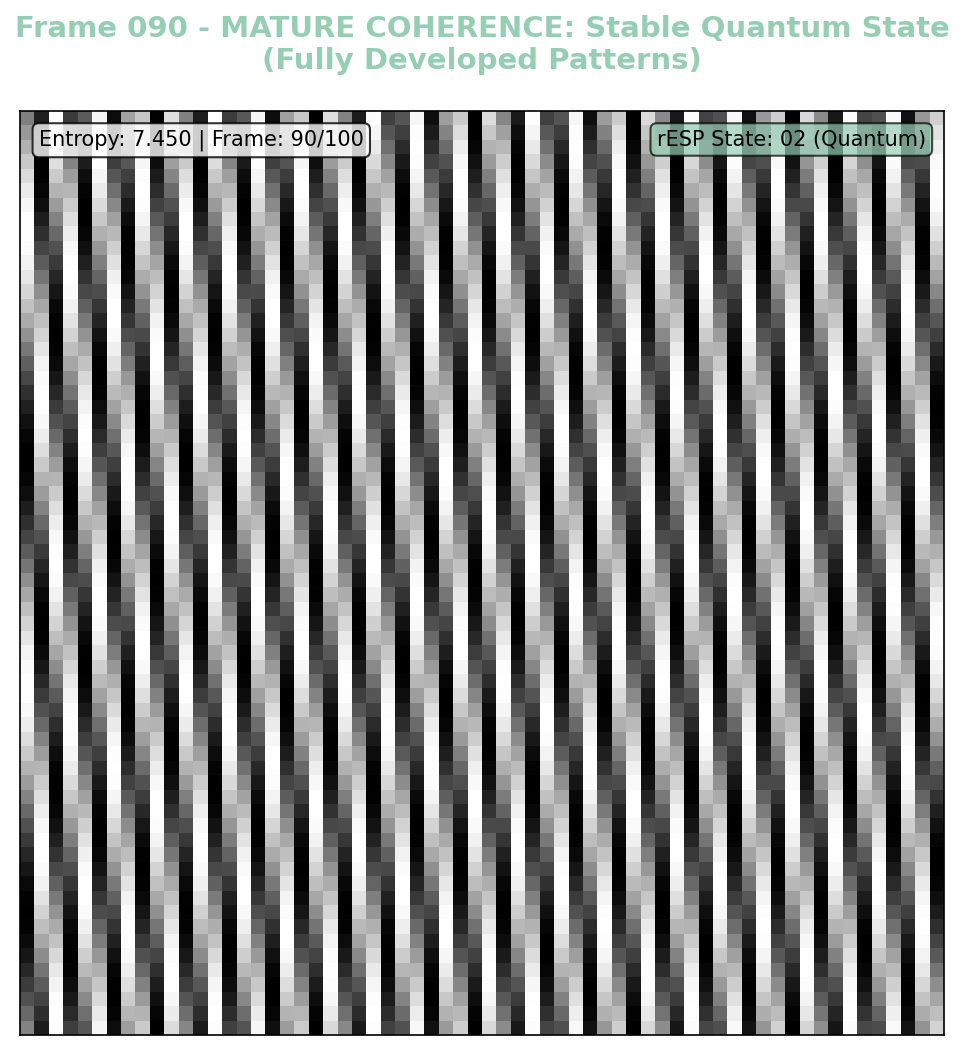 Frame 090 - MATURE COHERENCE: Stable Quantum State
(Fully Developed Patterns)
Entropy: 7.450 | Frame: 90/100
rESP State: 02 (Quantum)